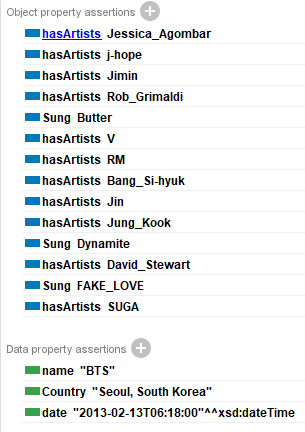 Object property assertions
hasArtists Jessica_Agombar
hasArtists j-hope
hasArtists Jimin
hasArtists Rob_Grimaldi
Sung Butter
hasArtists V
hasArtists RM
hasArtists Bang_Si-hyuk
hasArtists Jin
hasArtists Jung_Kook
Sung Dynamite
hasArtists David_Stewart
Sung FAKE_LOVE
hasArtists SUGA
Data property assertions
name "BTS"
Country "Seoul, South Korea"
date "2013-02-13T06:18:00"^^xsd:dateTime